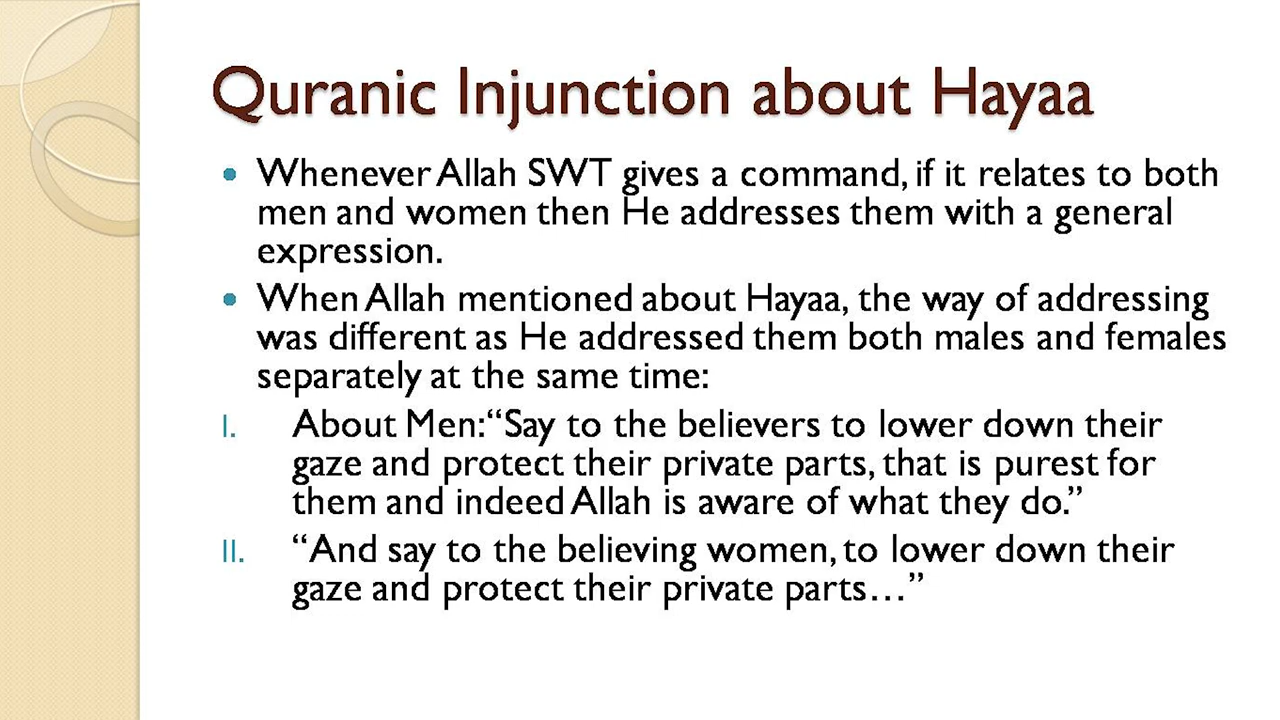 Quranic Injunction about Hayaa
• Whenever Allah SWT gives a command, if it relates to both
men and women then He addresses them with a general
expression.
• When Allah mentioned about Hayaa, the way of addressing
was different as He addressed them both males and females
separately at the same time:
I. About Men:“Say to the believers to lower down their
gaze and protect their private parts, that is purest for
them and indeed Allah is aware of what they do.”
II. “And say to the believing women, to lower down their
gaze and protect their private parts…”